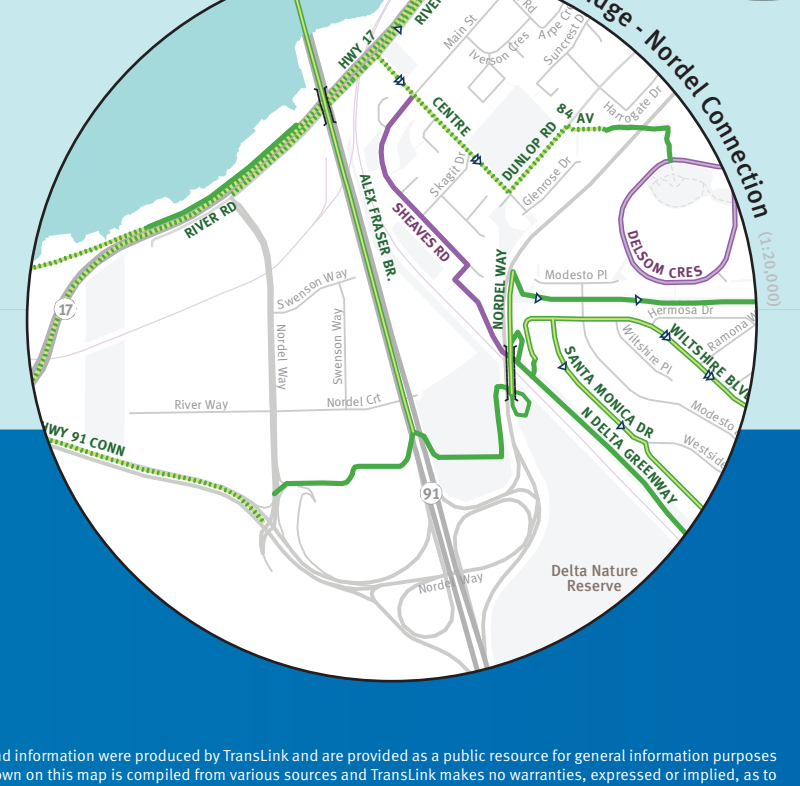 dge - Nordel Connection
(1:20,000)
HWY 17
RIVER
Main St
Rd
Iverson Cres
Arpe Cr
Suncrest D
Harrogate Dr
CENTRE
84 AV
DUNLOP RD
Skagit Dr
Glenrose Dr
RIVER RD
ALEX FRASER BR.
SHEAVES RD
DELSOM CRES
NORDEL WAY
Modesto Pl
17
Swenson Way
Hermosa Dr
Nordel Way
Swenson Way
Wiltshire Pl
WILTSHIRE BLV
Ramona W
SANTA MONICA DR
River Way
Nordel Crt
Modesto
N DELTA GREENWAY
Westside
HWY 91 CONN
91
Nordel Way
Delta Nature
Reserve
nd information were produced by TransLink and are provided as a public resource for general information purposes
own on this map is compiled from various sources and TransLink makes no warranties, expressed or implied, as to